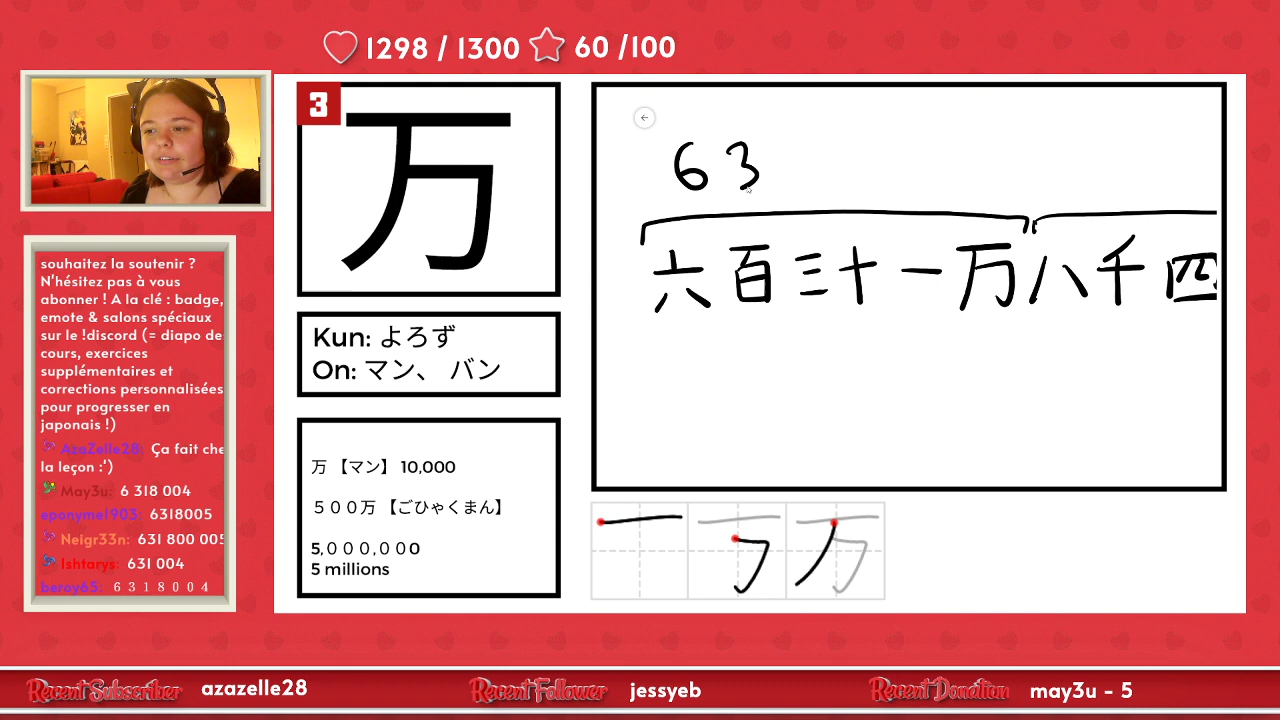 1298 / 1300
60 /100
3
万
Kun: よろず
On: マン、 バン
万 【マン】 10,000
５００万 【ごひゃくまん】
5,０００,０００
5 millions
←
6 3
六百三十一万八千四
souhaitez la soutenir ?
N'hésitez pas à vous
abonner ! A la clé : badge,
emote & salons spéciaux
sur le !discord (= diapo de
cours, exercices
supplémentaires et
corrections personnalisées
pour progresser en
japonais !)
AzaZelle28: Ça fait che
la leçon :')
May3u: 6 318 004
eponyme1903: 6318005
Neigr33n: 631 800 005
Ishtarys: 631 004
beroy65: 6 3 1 8 0 0 4
Recent Subscriber azazelle28
Recent Follower jessyeb
Recent Donation may3u - 5